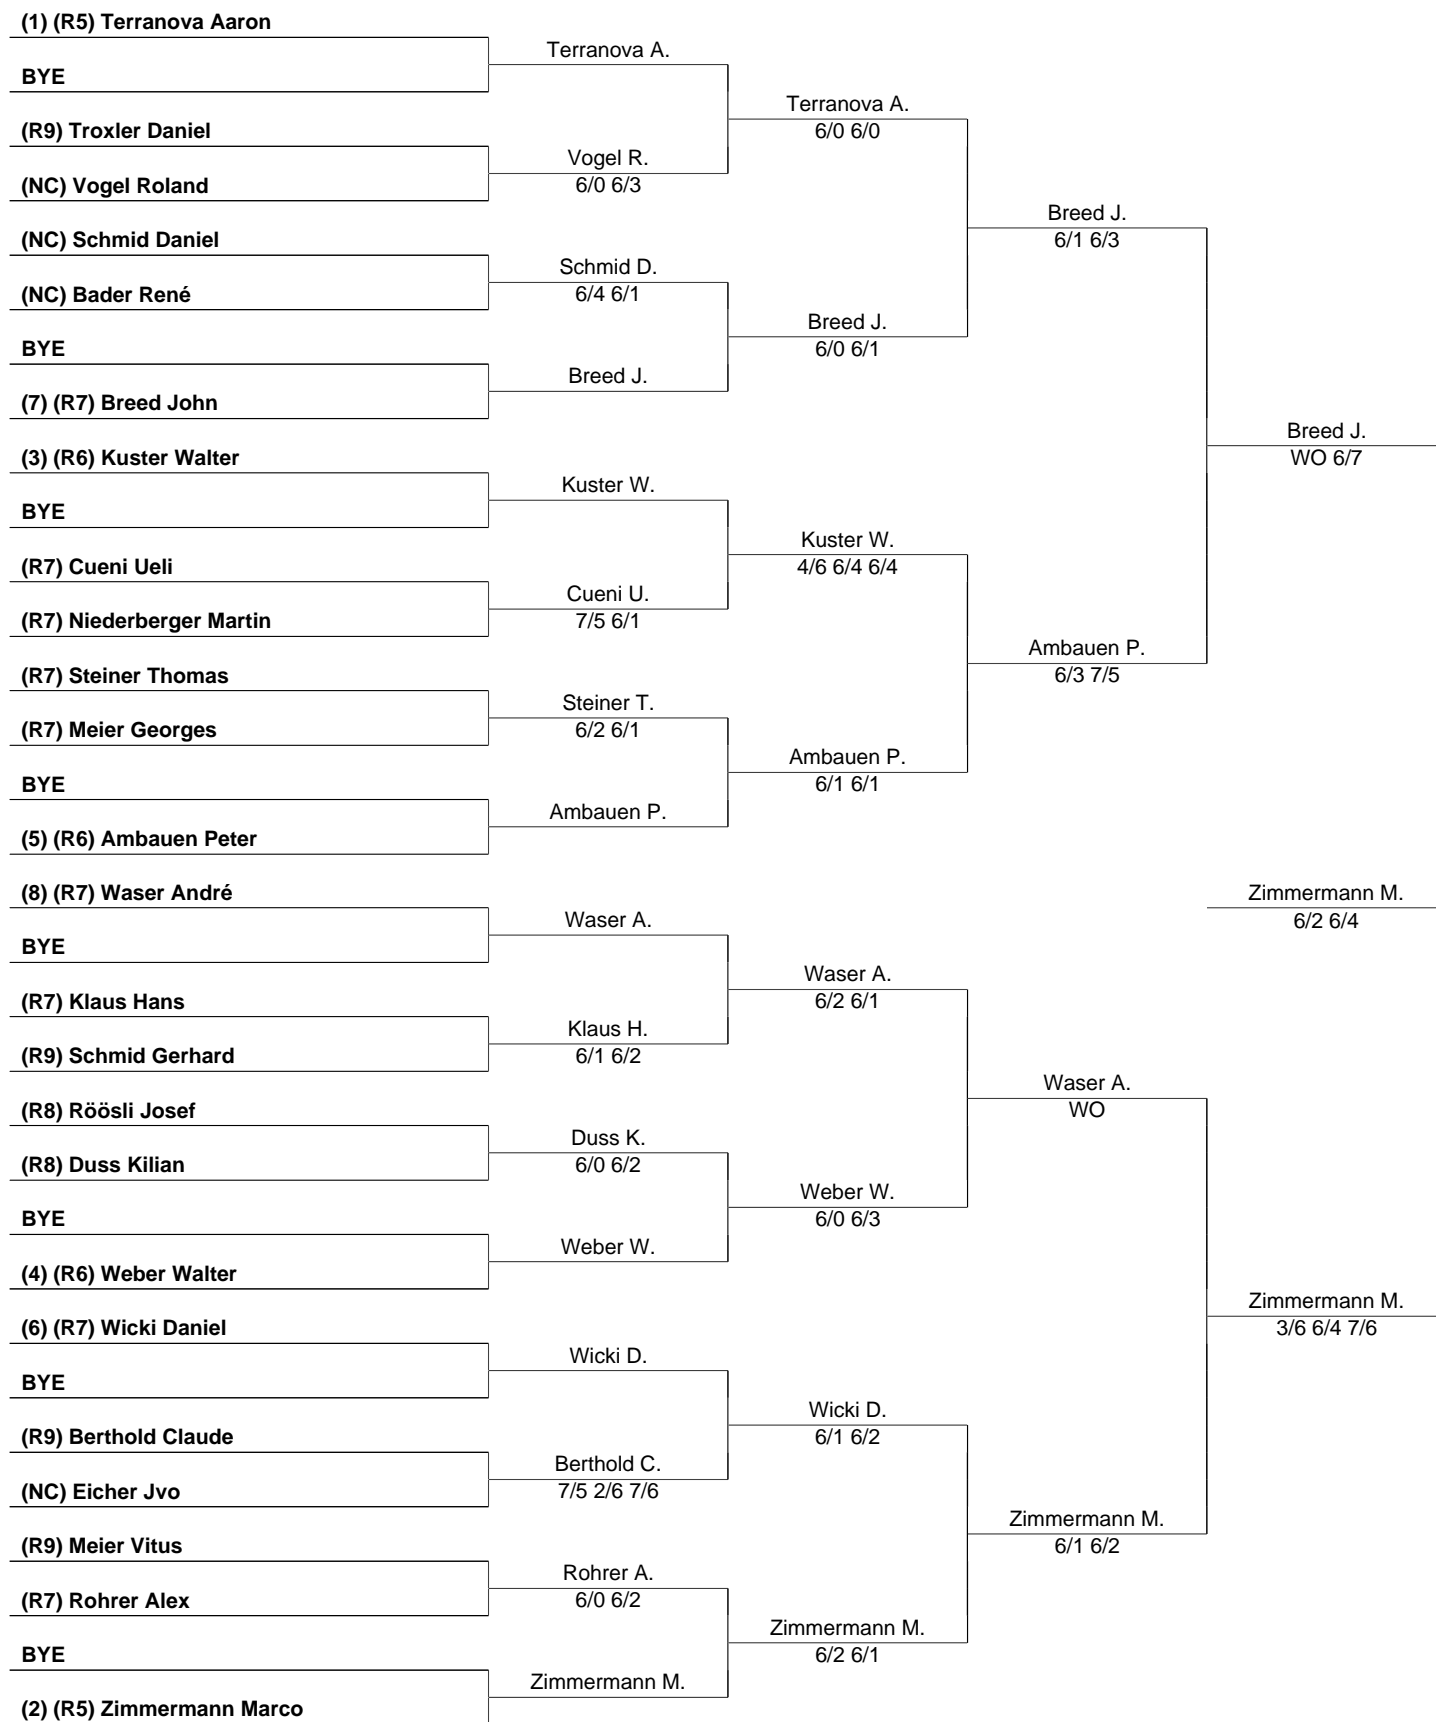 (1) (R5) Terranova Aaron
BYE
(R9) Troxler Daniel
(NC) Vogel Roland
(NC) Schmid Daniel
(NC) Bader René
BYE
(7) (R7) Breed John
(3) (R6) Kuster Walter
BYE
(R7) Cueni Ueli
(R7) Niederberger Martin
(R7) Steiner Thomas
(R7) Meier Georges
BYE
(5) (R6) Ambauen Peter
(8) (R7) Waser André
BYE
(R7) Klaus Hans
(R9) Schmid Gerhard
(R8) Röösli Josef
(R8) Duss Kilian
BYE
(4) (R6) Weber Walter
(6) (R7) Wicki Daniel
BYE
(R9) Berthold Claude
(NC) Eicher Jvo
(R9) Meier Vitus
(R7) Rohrer Alex
BYE
(2) (R5) Zimmermann Marco
Terranova A.
Vogel R.
6/0 6/3
Schmid D.
6/4 6/1
Breed J.
Kuster W.
Cueni U.
7/5 6/1
Steiner T.
6/2 6/1
Ambauen P.
Waser A.
Klaus H.
6/1 6/2
Duss K.
6/0 6/2
Weber W.
Wicki D.
Berthold C.
7/5 2/6 7/6
Rohrer A.
6/0 6/2
Zimmermann M.
Terranova A.
6/0 6/0
Breed J.
6/0 6/1
Kuster W.
4/6 6/4 6/4
Ambauen P.
6/1 6/1
Waser A.
6/2 6/1
Weber W.
6/0 6/3
Wicki D.
6/1 6/2
Zimmermann M.
6/2 6/1
Breed J.
6/1 6/3
Ambauen P.
6/3 7/5
Waser A.
WO
Zimmermann M.
6/1 6/2
Breed J.
WO 6/7
Zimmermann M.
6/2 6/4
Zimmermann M.
3/6 6/4 7/6